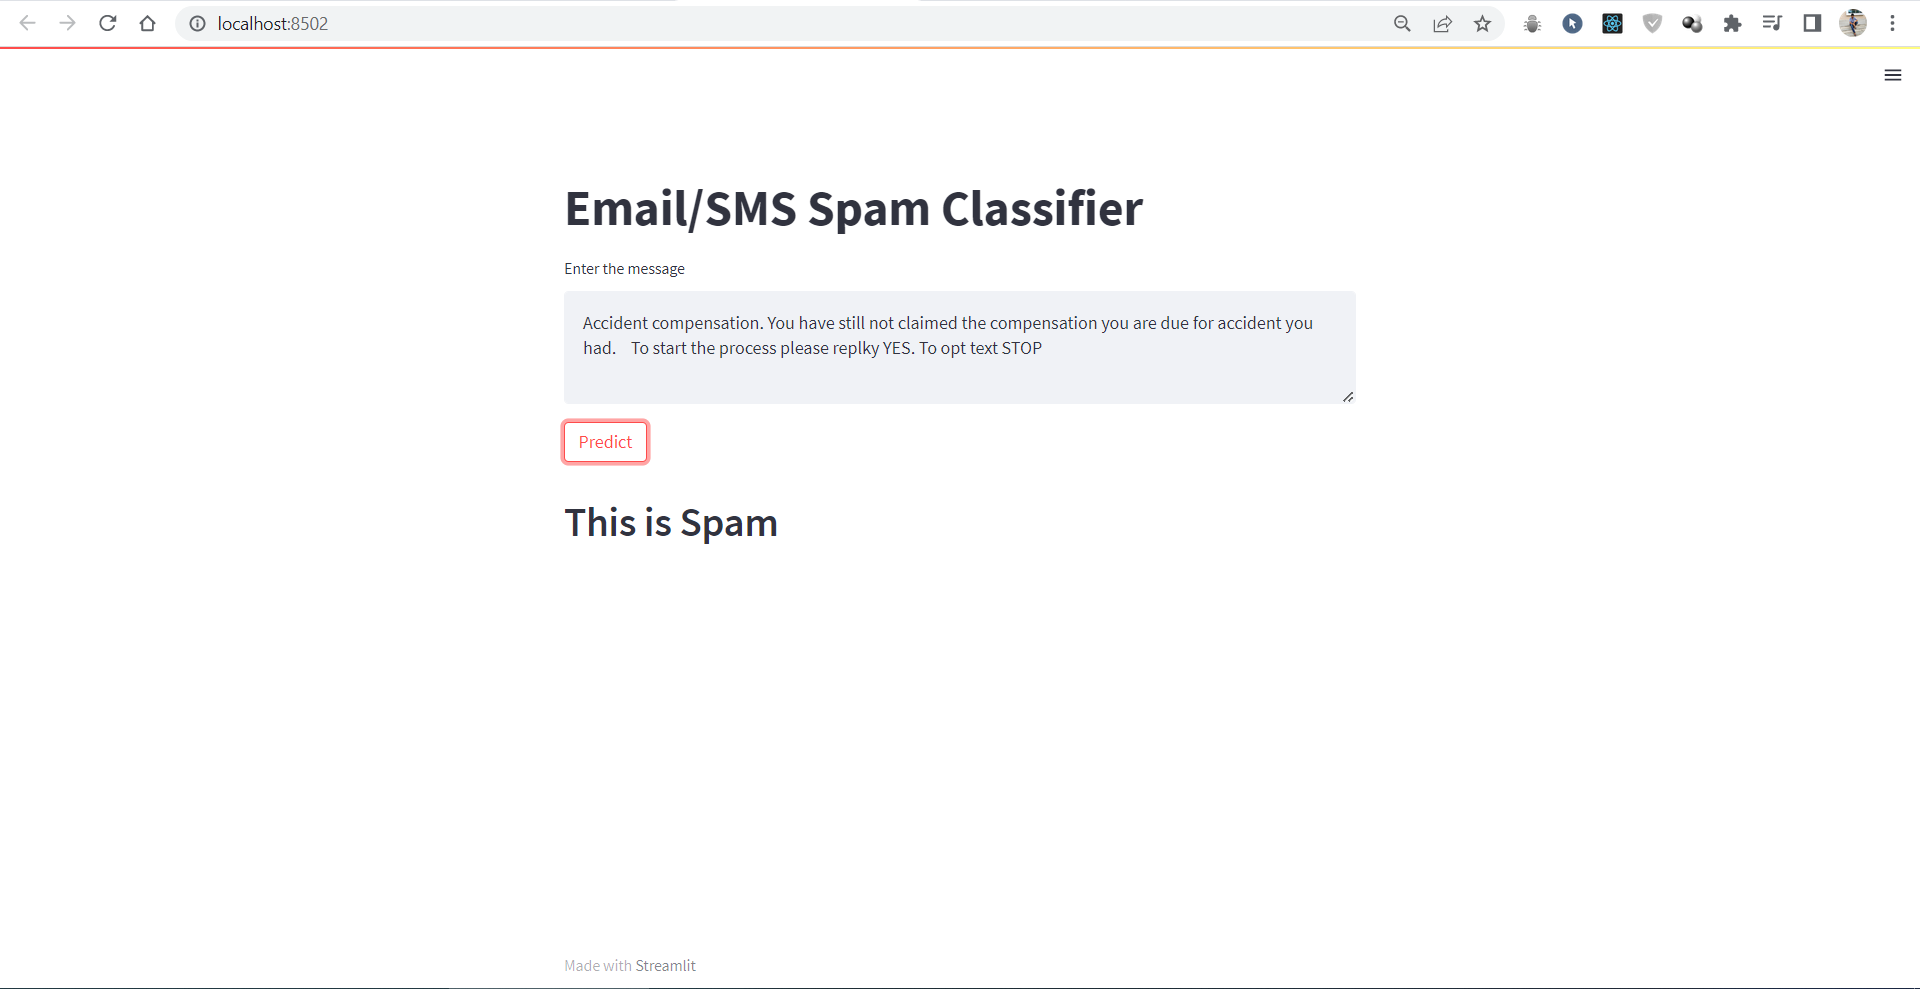 localhost:8502
Email/SMS Spam Classifier
Enter the message
Accident compensation. You have still not claimed the compensation you are due for accident you
had.    To start the process please replky YES. To opt text STOP
Predict
This is Spam
Made with Streamlit